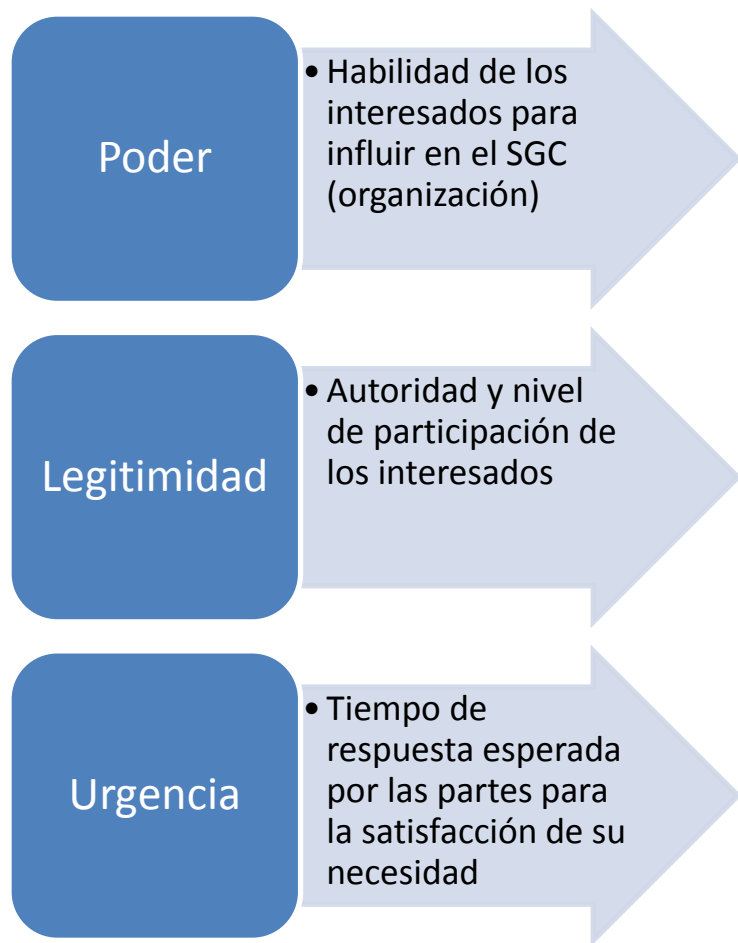 Poder
• Habilidad de los
interesados para
influir en el SGC
(organización)
Legitimidad
• Autoridad y nivel
de participación de
los interesados
Urgencia
• Tiempo de
respuesta esperada
por las partes para
la satisfacción de su
necesidad